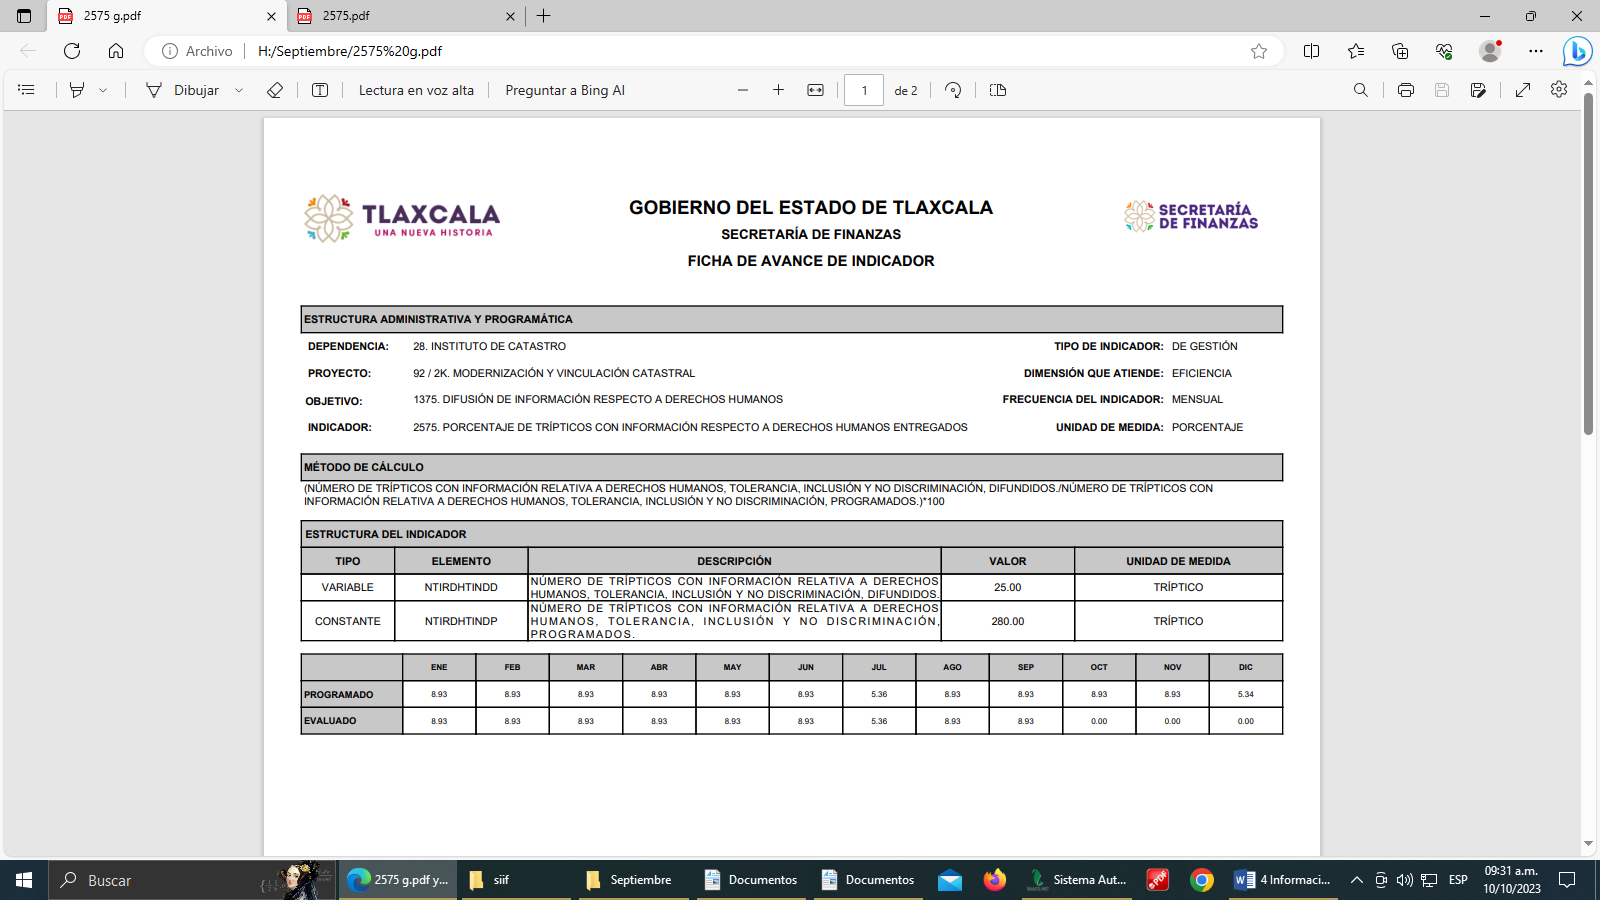 2575 g.pdf
2575.pdf
Archivo
H:/Septiembre/2575%20g.pdf
Dibujar
Lectura en voz alta
Preguntar a Bing AI
1
de 2
TLAXCALA
UNA NUEVA HISTORIA
GOBIERNO DEL ESTADO DE TLAXCALA
SECRETARÍA DE FINANZAS
FICHA DE AVANCE DE INDICADOR
SECRETARÍA
DE FINANZAS
ESTRUCTURA ADMINISTRATIVA Y PROGRAMÁTICA
DEPENDENCIA: 28. INSTITUTO DE CATASTRO TIPO DE INDICADOR: DE GESTIÓN
PROYECTO: 92 / 2K. MODERNIZACIÓN Y VINCULACIÓN CATASTRAL DIMENSIÓN QUE ATIENDE: EFICIENCIA
OBJETIVO: 1375. DIFUSIÓN DE INFORMACIÓN RESPECTO A DERECHOS HUMANOS FRECUENCIA DEL INDICADOR: MENSUAL
INDICADOR: 2575. PORCENTAJE DE TRÍPTICOS CON INFORMACIÓN RESPECTO A DERECHOS HUMANOS ENTREGADOS UNIDAD DE MEDIDA: PORCENTAJE
MÉTODO DE CÁLCULO
(NÚMERO DE TRÍPTICOS CON INFORMACIÓN RELATIVA A DERECHOS HUMANOS, TOLERANCIA, INCLUSIÓN Y NO DISCRIMINACIÓN, DIFUNDIDOS./NÚMERO DE TRÍPTICOS CON
INFORMACIÓN RELATIVA A DERECHOS HUMANOS, TOLERANCIA, INCLUSIÓN Y NO DISCRIMINACIÓN, PROGRAMADOS.)*100
ESTRUCTURA DEL INDICADOR
TIPO ELEMENTO DESCRIPCIÓN VALOR UNIDAD DE MEDIDA
VARIABLE NTIRDHTINDD
NÚMERO DE TRÍPTICOS CON INFORMACIÓN RELATIVA A DERECHOS
HUMANOS, TOLERANCIA, INCLUSIÓN Y NO DISCRIMINACIÓN, DIFUNDIDOS.
25.00 TRÍPTICO
CONSTANTE NTIRDHTINDP
NÚMERO DE TRÍPTICOS CON INFORMACIÓN RELATIVA A DERECHOS
HUMANOS, TOLERANCIA, INCLUSIÓN Y NO DISCRIMINACIÓN,
PROGRAMADOS.
280.00 TRÍPTICO
ENE FEB MAR ABR MAY JUN JUL AGO SEP OCT NOV DIC
PROGRAMADO 8.93 8.93 8.93 8.93 8.93 8.93 5.36 8.93 8.93 8.93 8.93 5.34
EVALUADO 8.93 8.93 8.93 8.93 8.93 8.93 5.36 8.93 8.93 0.00 0.00 0.00
Buscar
2575 g.pdf y...
siif
Septiembre
Documentos
Documentos
Sistema Aut...
4 Informaci...
ESP
09:31 a.m.
10/10/2023